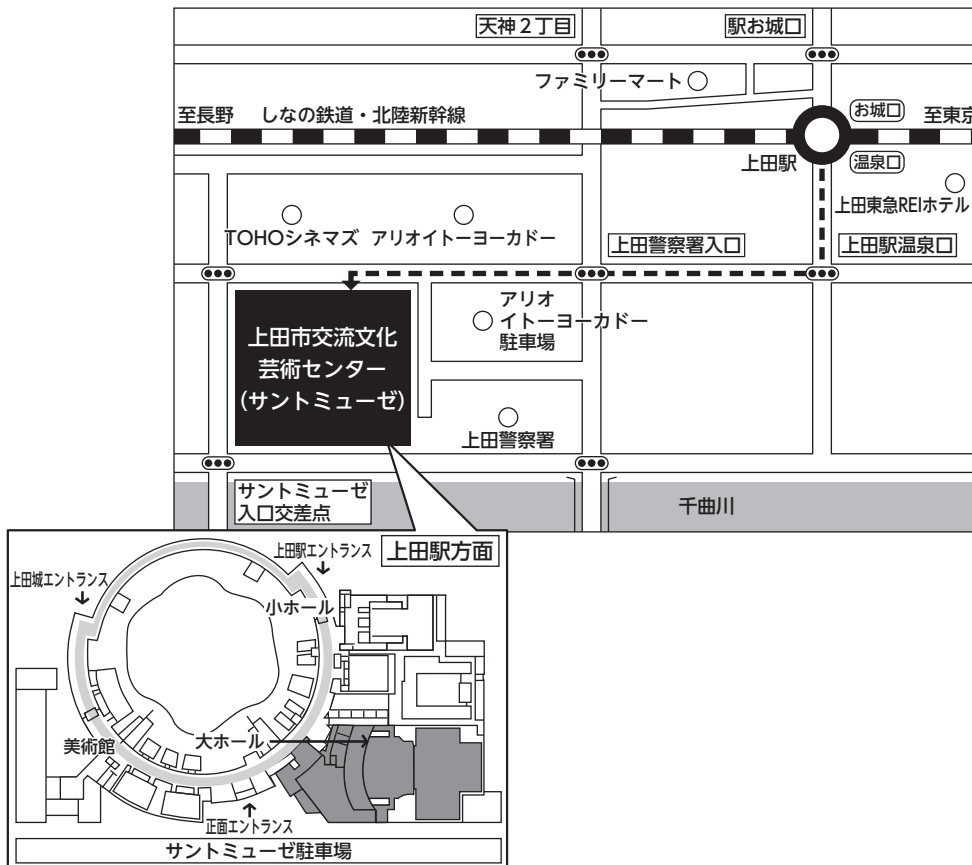 天神２丁目
駅お城口
ファミリーマート
至長野
しなの鉄道・北陸新幹線
お城口
至東京
上田駅
温泉口
上田東急REIホテル
TOHOシネマズ
アリオイトーヨーカドー
上田警察署入口
上田駅温泉口
アリオ
イトーヨーカドー
駐車場
上田市交流文化
芸術センター
(サントミューゼ)
上田警察署
サントミューゼ
入口交差点
千曲川
上田駅エントランス
上田駅方面
上田城エントランス
小ホール
美術館
大ホール
正面エントランス
サントミューゼ駐車場